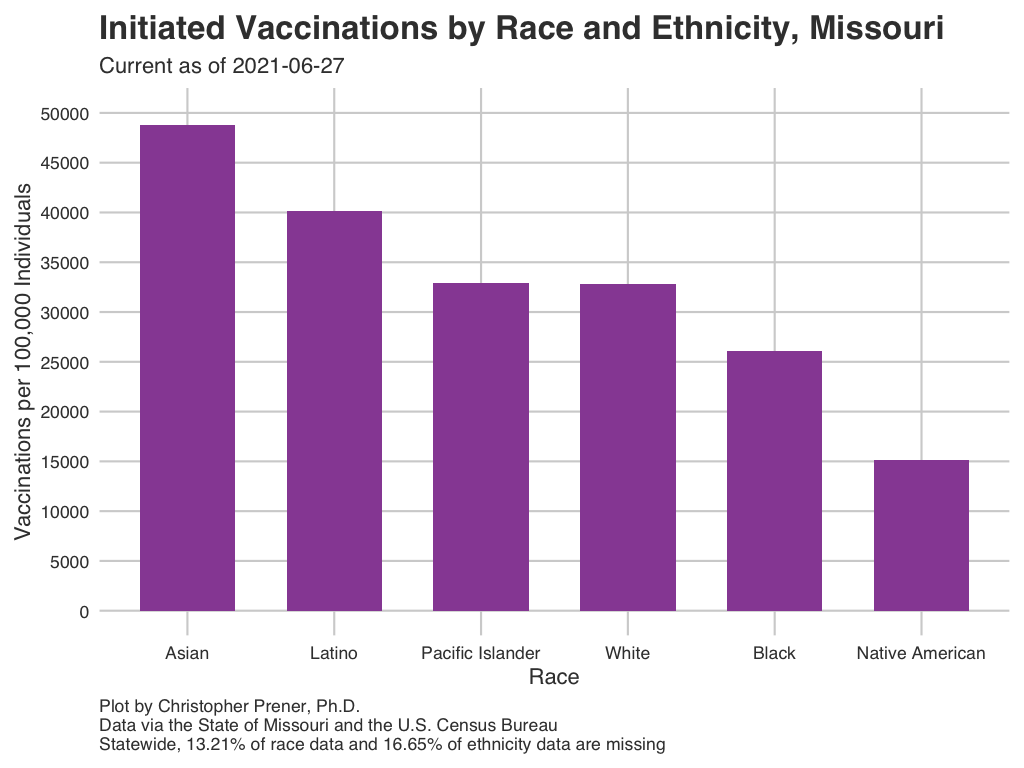 Initiated Vaccinations by Race and Ethnicity, Missouri
Current as of 2021-06-27
Vaccinations per 100,000 Individuals
50000
45000
40000
35000
30000
25000
20000
15000
10000
5000
0
Asian Latino Pacific Islander White Black Native American
Race
Plot by Christopher Prener, Ph.D.
Data via the State of Missouri and the U.S. Census Bureau
Statewide, 13.21% of race data and 16.65% of ethnicity data are missing